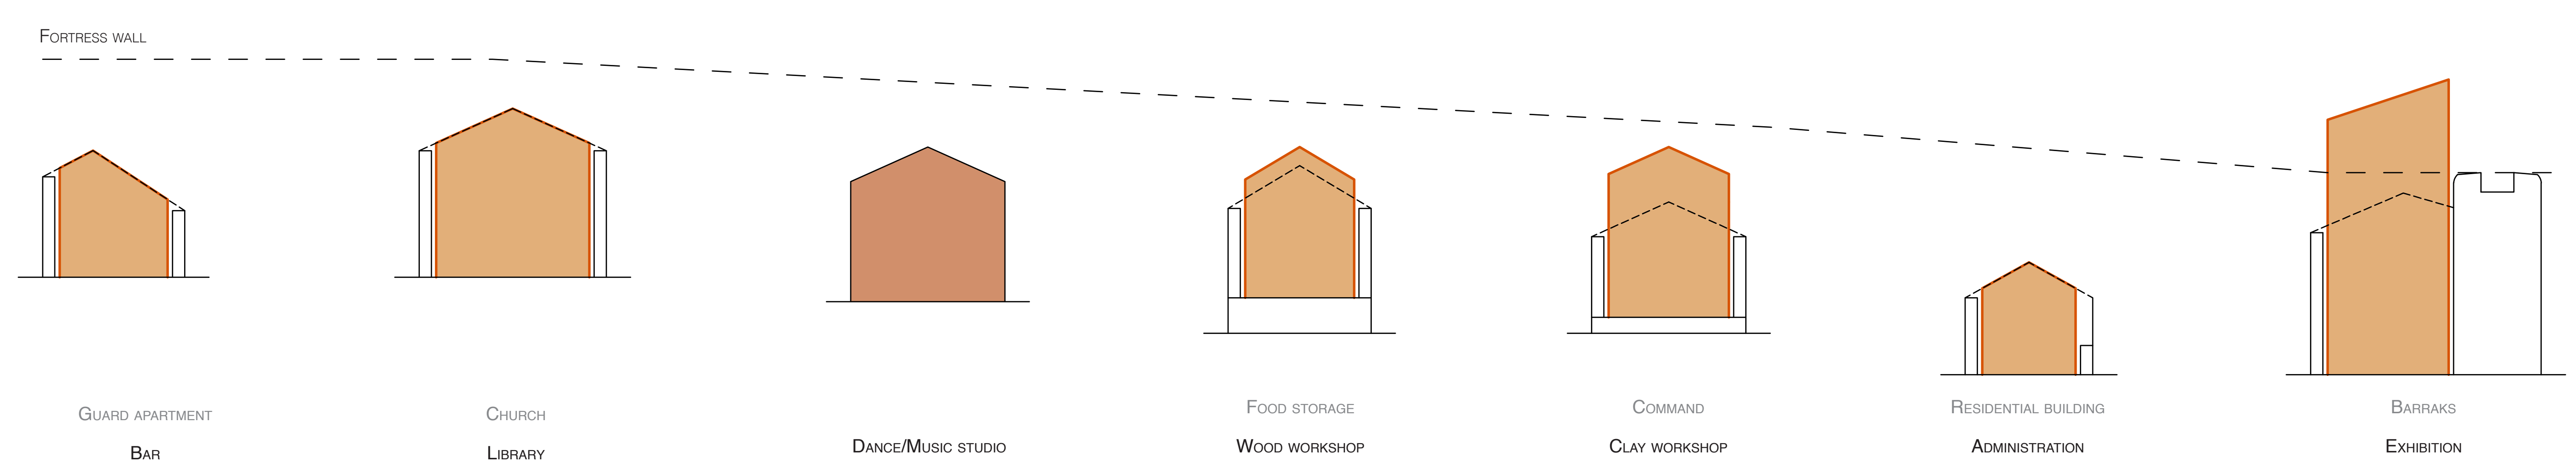 Fortress wall
Guard apartment
Bar
Church
Library
Dance/Music studio
Food storage
Wood workshop
Command
Clay workshop
Residential building
Administration
Barraks
Exhibition